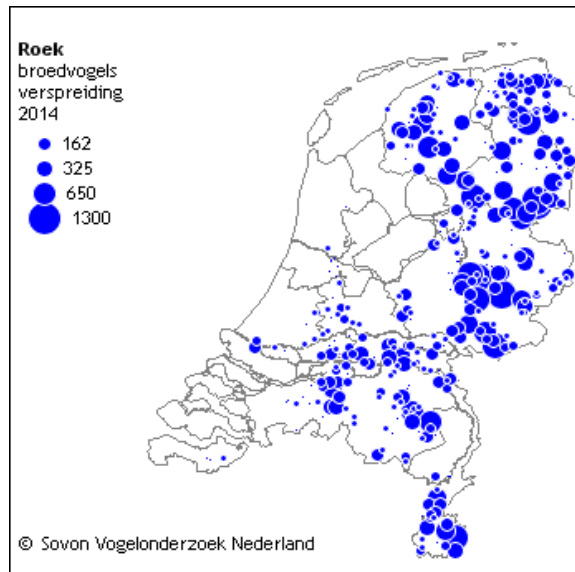 Roek
broedvogels
verspreiding
2014
162
325
650
1300
© Sovon Vogelonderzoek Nederland